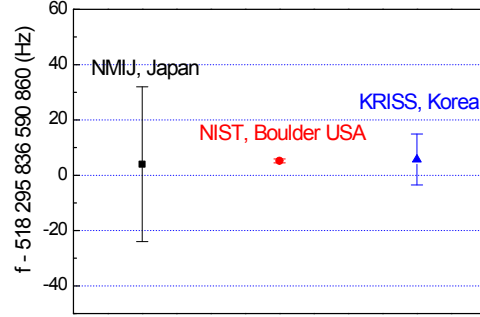 60
40
20
0
-20
-40
f - 518 295 836 590 860 (Hz)
NMIJ, Japan
NIST, Boulder USA
KRISS, Korea